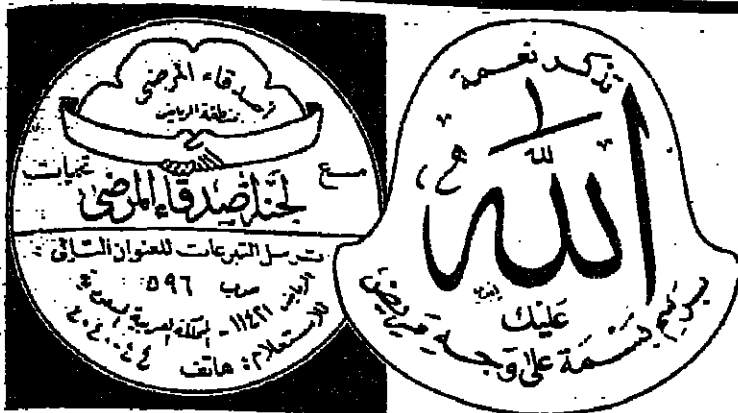 تذكر نعمة
الله
عليك
برسم بسمة على وجه مريض
أصدقاء المرضى
بمنطقة الرياض
مع تحيات
لجنة أصدقاء المرضى
ترسل التبرعات للعنوان التالي :
ص.ب ٥٩٦
الرياض ١١٤٢١ - المملكة العربية السعودية
للاستعلام : هاتف ٤٠٤٠٠٤٤